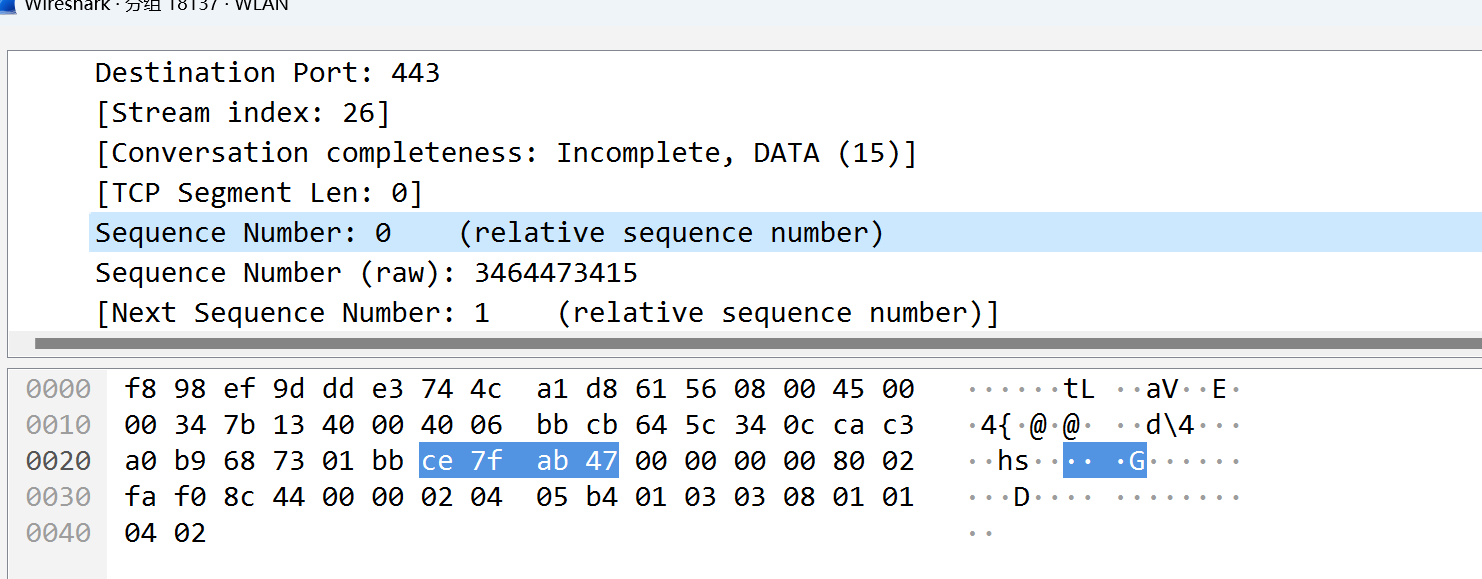 Wireshark · 分组 18137 · WLAN
Destination Port: 443
[Stream index: 26]
[Conversation completeness: Incomplete, DATA (15)]
[TCP Segment Len: 0]
Sequence Number: 0    (relative sequence number)
Sequence Number (raw): 3464473415
[Next Sequence Number: 1    (relative sequence number)]
0000  f8 98 ef 9d dd e3 74 4c  a1 d8 61 56 08 00 45 00  ······tL ··aV··E·
0010  00 34 7b 13 40 00 40 06  bb cb 64 5c 34 0c ca c3  ·4{·@·@· ··d\4···
0020  a0 b9 68 73 01 bb ce 7f  ab 47 00 00 00 00 80 02  ··hs···· ·G······
0030  fa f0 8c 44 00 00 02 04  05 b4 01 03 03 08 01 01  ···D···· ········
0040  04 02  ··